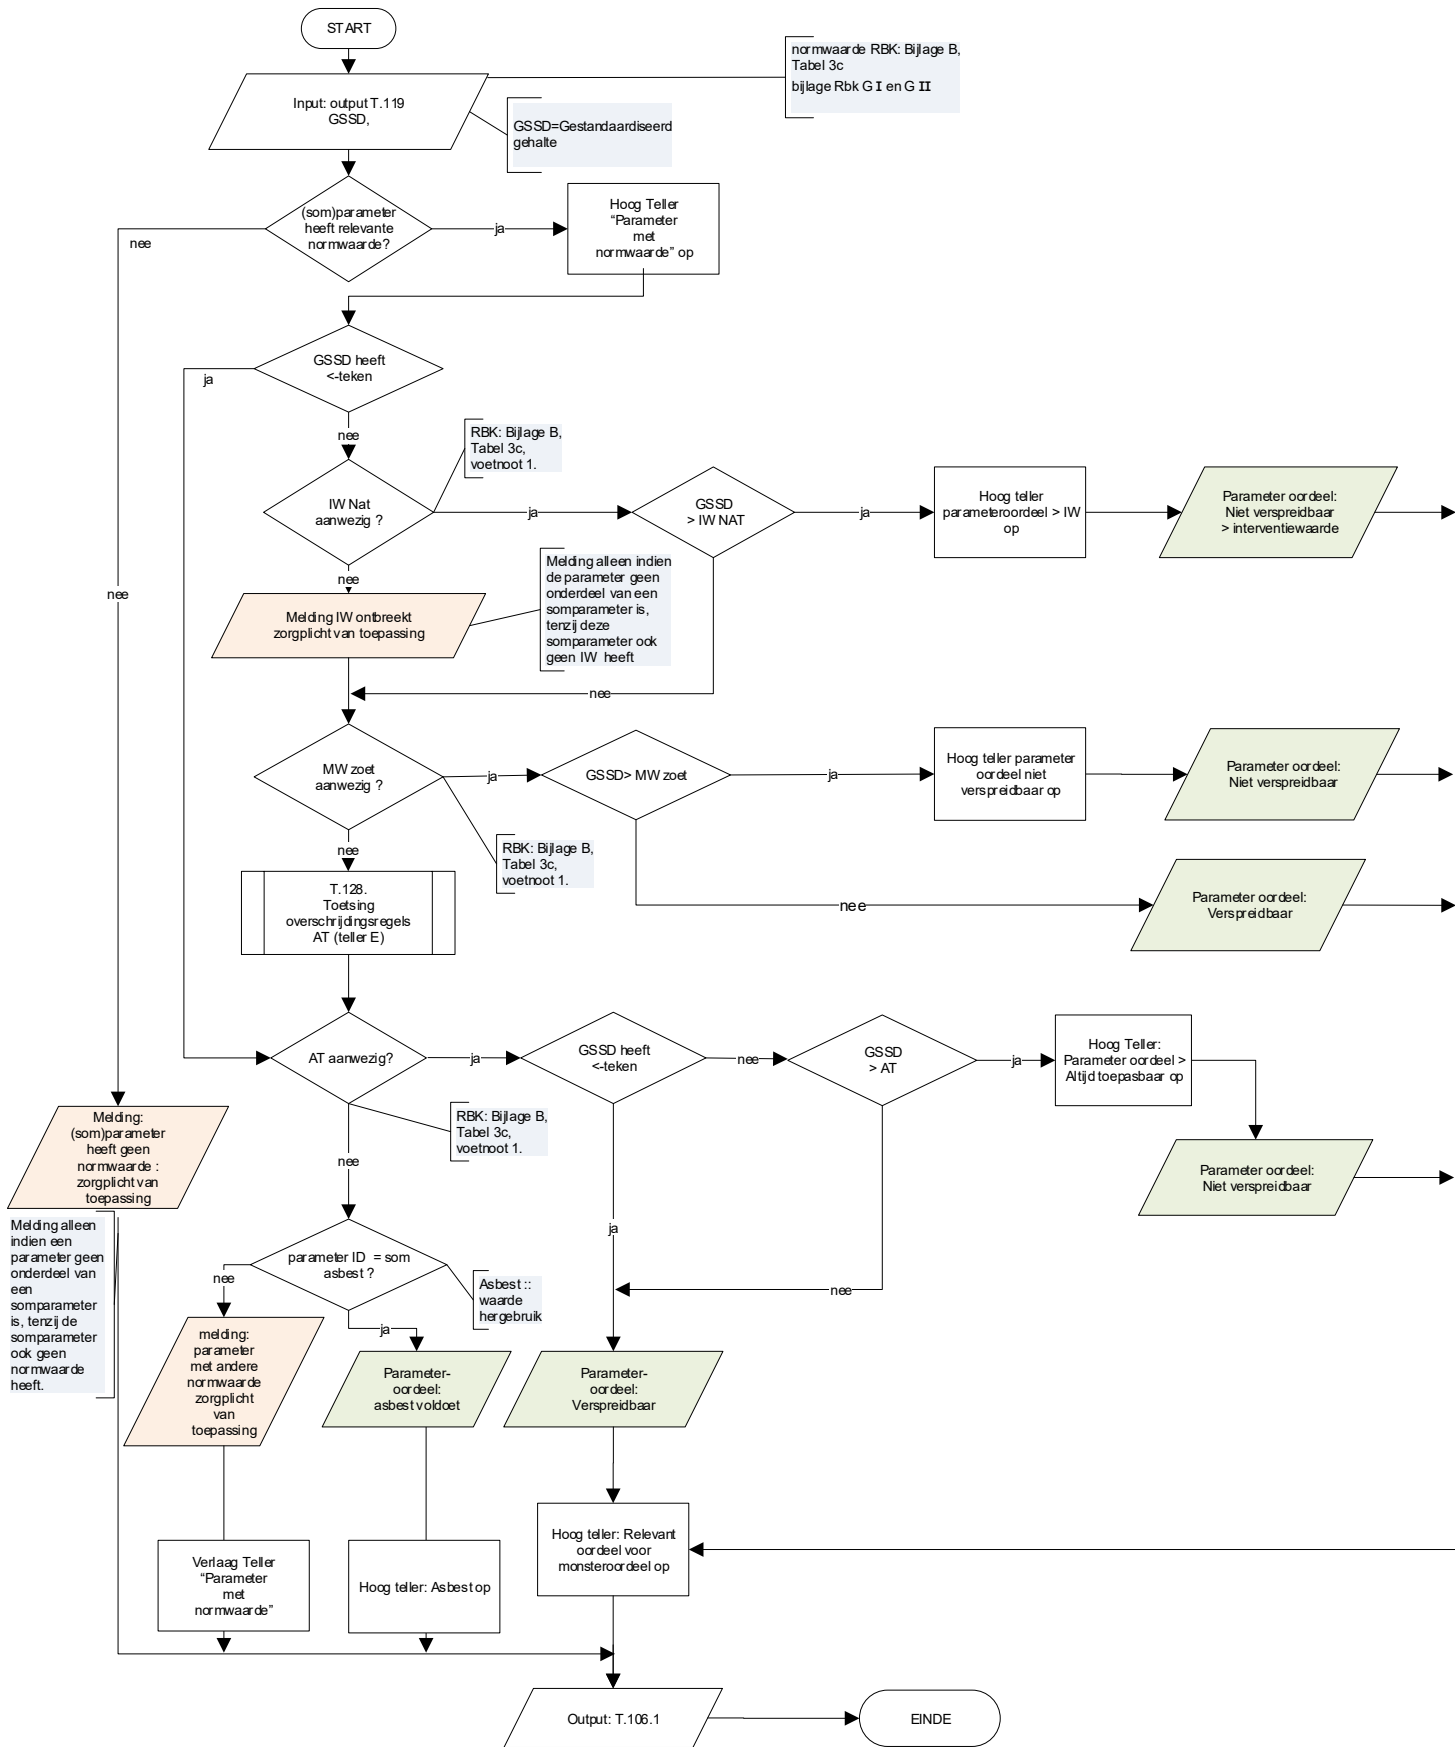 START
normwaarde RBK: Bijlage B,
Tabel 3c
bijlage Rbk G I en G II
Input: output T.119
GSSD,
GSSD=Gestandaardiseerd
gehalte
(som)parameter
heeft relevante
normwaarde?
ja
nee
Hoog Teller
“Parameter
met
normwaarde” op
GSSD heeft
<-teken
ja
nee
RBK: Bijlage B,
Tabel 3c,
voetnoot 1.
IW Nat
aanwezig ?
ja
GSSD
> IW NAT
ja
Hoog teller
parameteroordeel > IW
op
Parameter oordeel:
Niet verspreidbaar
> interventiewaarde
nee
nee
Melding IW ontbreekt
zorgplicht van toepassing
Melding alleen indien
de parameter geen
onderdeel van een
somparameter is,
tenzij deze
somparameter ook
geen IW heeft
nee
MW zoet
aanwezig ?
ja
GSSD> MW zoet
ja
Hoog teller parameter
oordeel niet
verspreidbaar op
Parameter oordeel:
Niet verspreidbaar
nee
RBK: Bijlage B,
Tabel 3c,
voetnoot 1.
T.128.
Toetsing
overschrijdingsregels
AT (teller E)
nee
Parameter oordeel:
Verspreidbaar
AT aanwezig?
ja
GSSD heeft
<-teken
nee
GSSD
> AT
ja
Hoog Teller:
Parameter oordeel >
Altijd toepasbaar op
RBK: Bijlage B,
Tabel 3c,
voetnoot 1.
nee
Parameter oordeel:
Niet verspreidbaar
Melding:
(som)parameter
heeft geen
normwaarde :
zorgplicht van
toepassing
Melding alleen
indien een
parameter geen
onderdeel van
een
somparameter
is, tenzij de
somparameter
ook geen
normwaarde
heeft.
ja
parameter ID = som
asbest ?
nee
Asbest ::
waarde
hergebruik
nee
ja
melding:
parameter
met andere
normwaarde
zorgplicht
van
toepassing
Parameter-
oordeel:
asbest voldoet
Parameter-
oordeel:
Verspreidbaar
Verlaag Teller
“Parameter
met
normwaarde”
Hoog teller: Asbest op
Hoog teller: Relevant
oordeel voor
monsteroordeel op
Output: T.106.1
EINDE